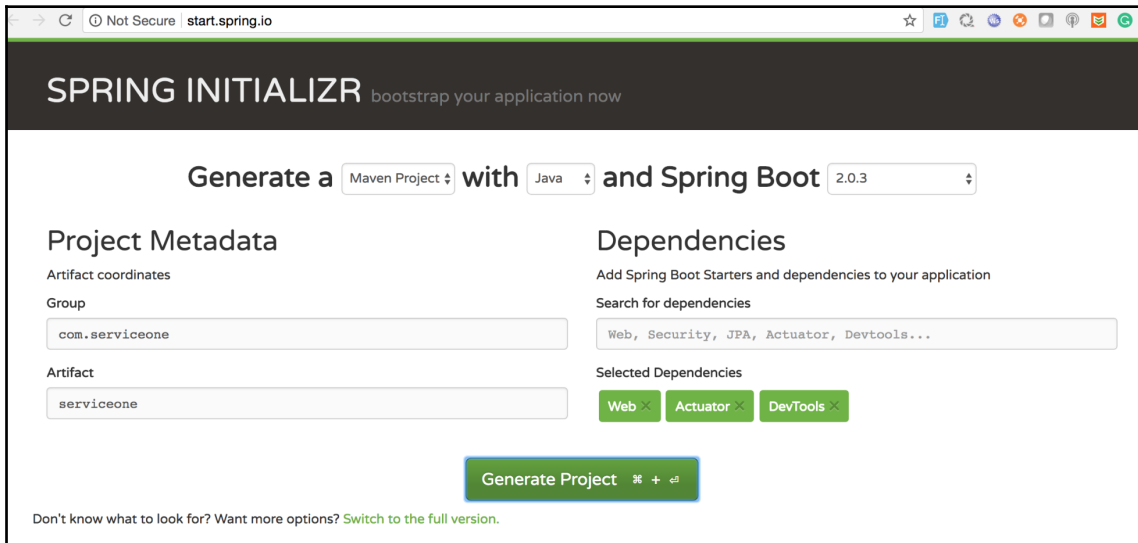 Not Secure start.spring.io
SPRING INITIALIZR bootstrap your application now
Generate a Maven Project with Java and Spring Boot 2.0.3
Project Metadata
Artifact coordinates
Group
com.serviceone
Artifact
serviceone
Dependencies
Add Spring Boot Starters and dependencies to your application
Search for dependencies
Web, Security, JPA, Actuator, Devtools...
Selected Dependencies
Web × Actuator × DevTools ×
Generate Project ⌘ + ⏎
Don't know what to look for? Want more options? Switch to the full version.